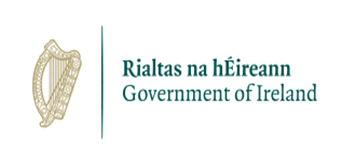 Rialtas na hÉireann
Government of Ireland